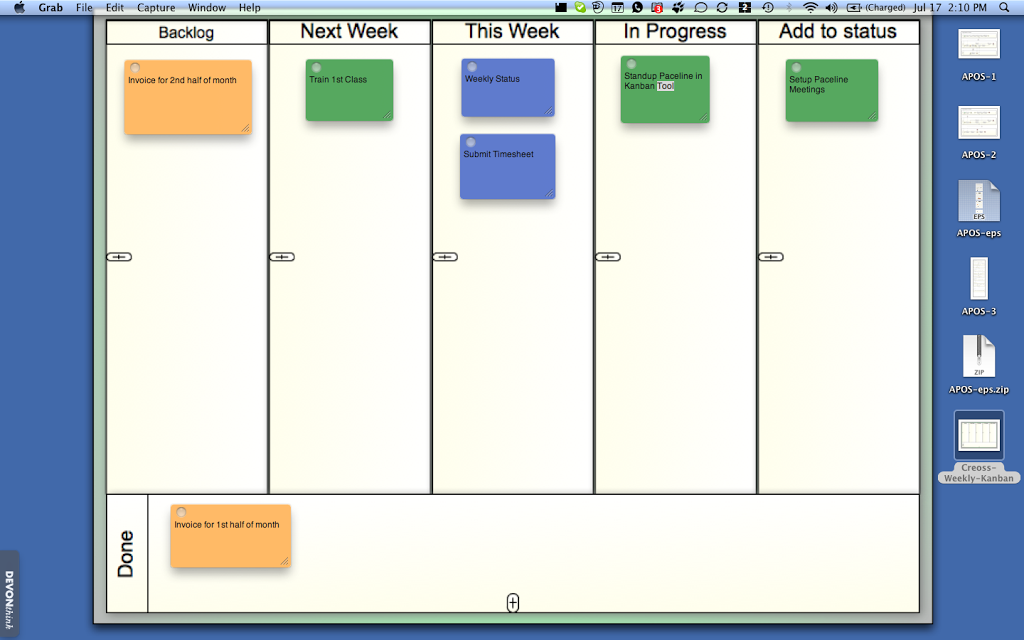 Grab File Edit Capture Window Help
17 3 2 (Charged) Jul 17 2:10 PM
Backlog
Next Week
This Week
In Progress
Add to status
Invoice for 2nd half of month
Train 1st Class
Weekly Status
Submit Timesheet
Standup Paceline in
Kanban Tool
Setup Paceline
Meetings
Done
Invoice for 1st half of month
APOS-1
APOS-2
EPS
APOS-eps
APOS-3
ZIP
APOS-eps.zip
Creoss-
Weekly-Kanban
DEVONthink